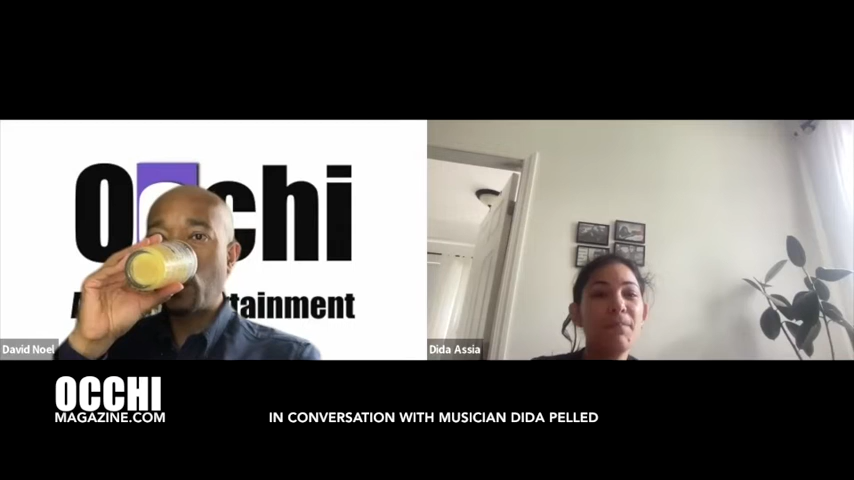 Occhi
tainment
David Noel
Dida Assia
OCCHI
MAGAZINE.COM
IN CONVERSATION WITH MUSICIAN DIDA PELLED